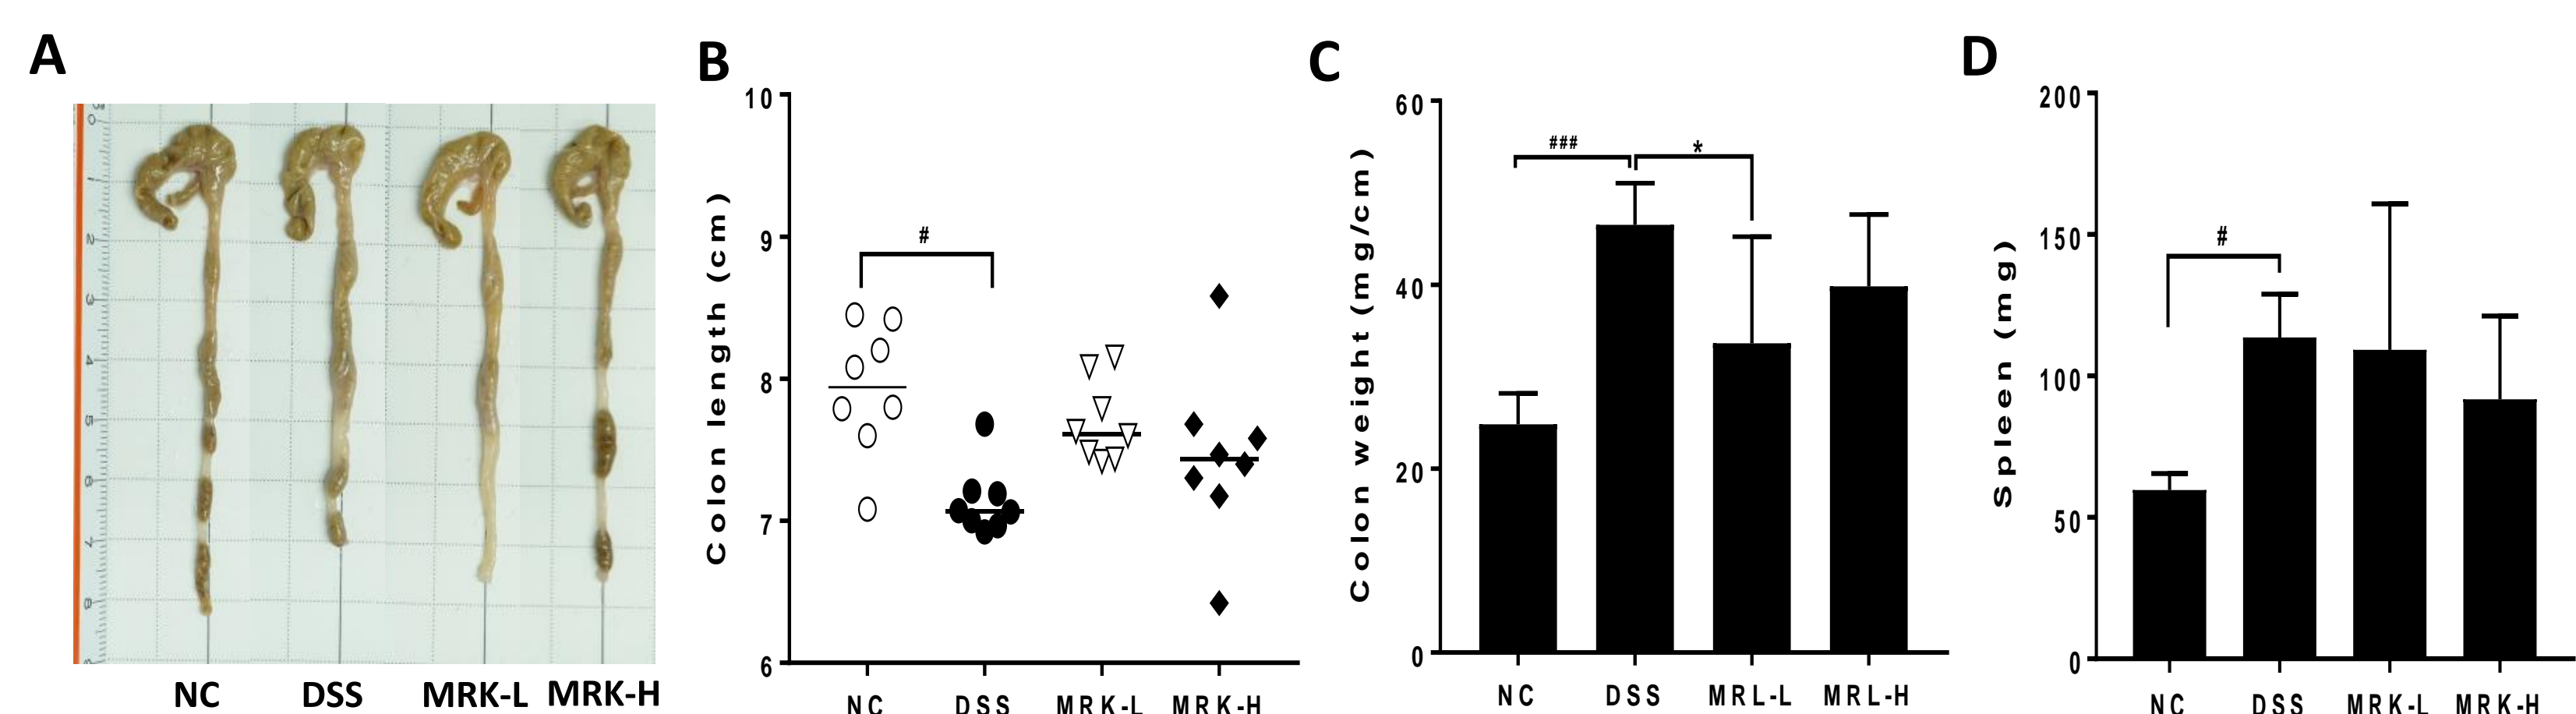 A
NC DSS MRK-L MRK-H
B
Colon length (cm)
10
9
8
7
6
#
NC DSS MRK-L MRK-H
C
Colon weight (mg/cm)
60
40
20
0
###
*
NC DSS MRL-L MRL-H
D
Spleen (mg)
200
150
100
50
0
#
NC DSS MRK-L MRK-H